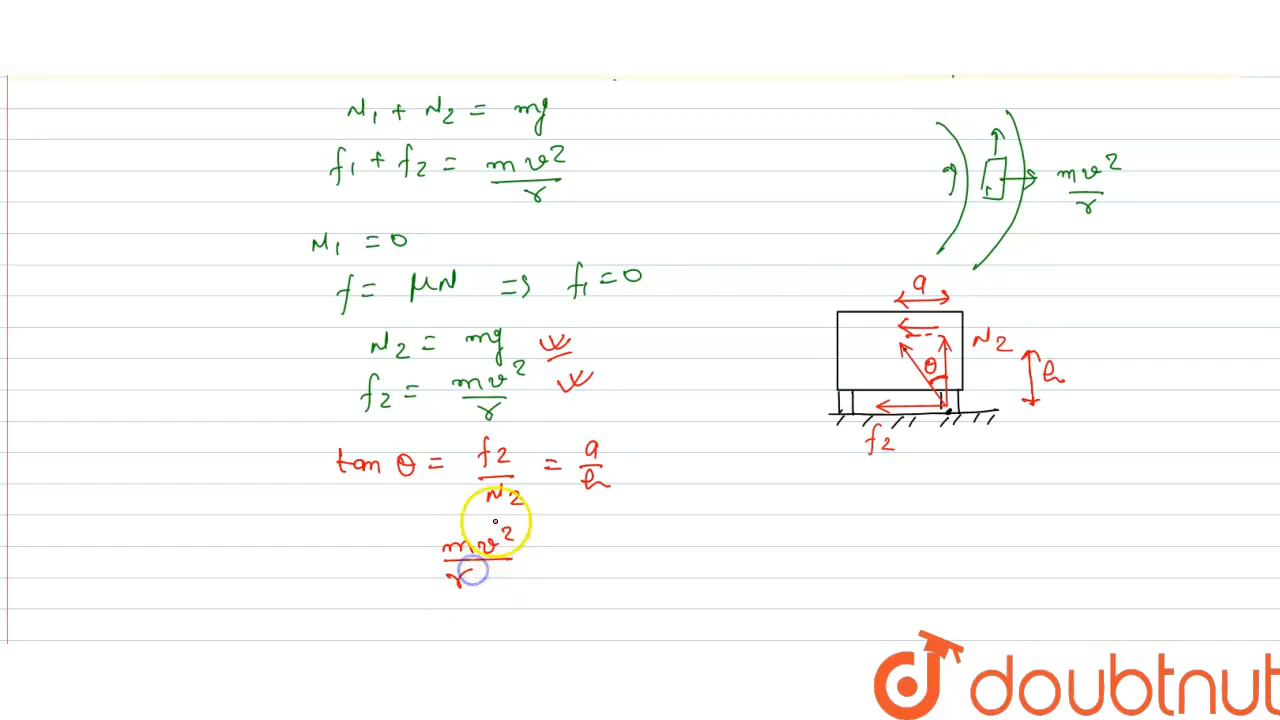 N₁ + N₂ = mg
f₁ + f₂ = mv²/r
N₁ = 0
f = μN ⇒ f₁ = 0
N₂ = mg
f₂ = mv²/r
tan θ = f₂/N₂ = a/h
mv²/r
mv²/r
a
N₂
θ
h
f₂
doubtnut